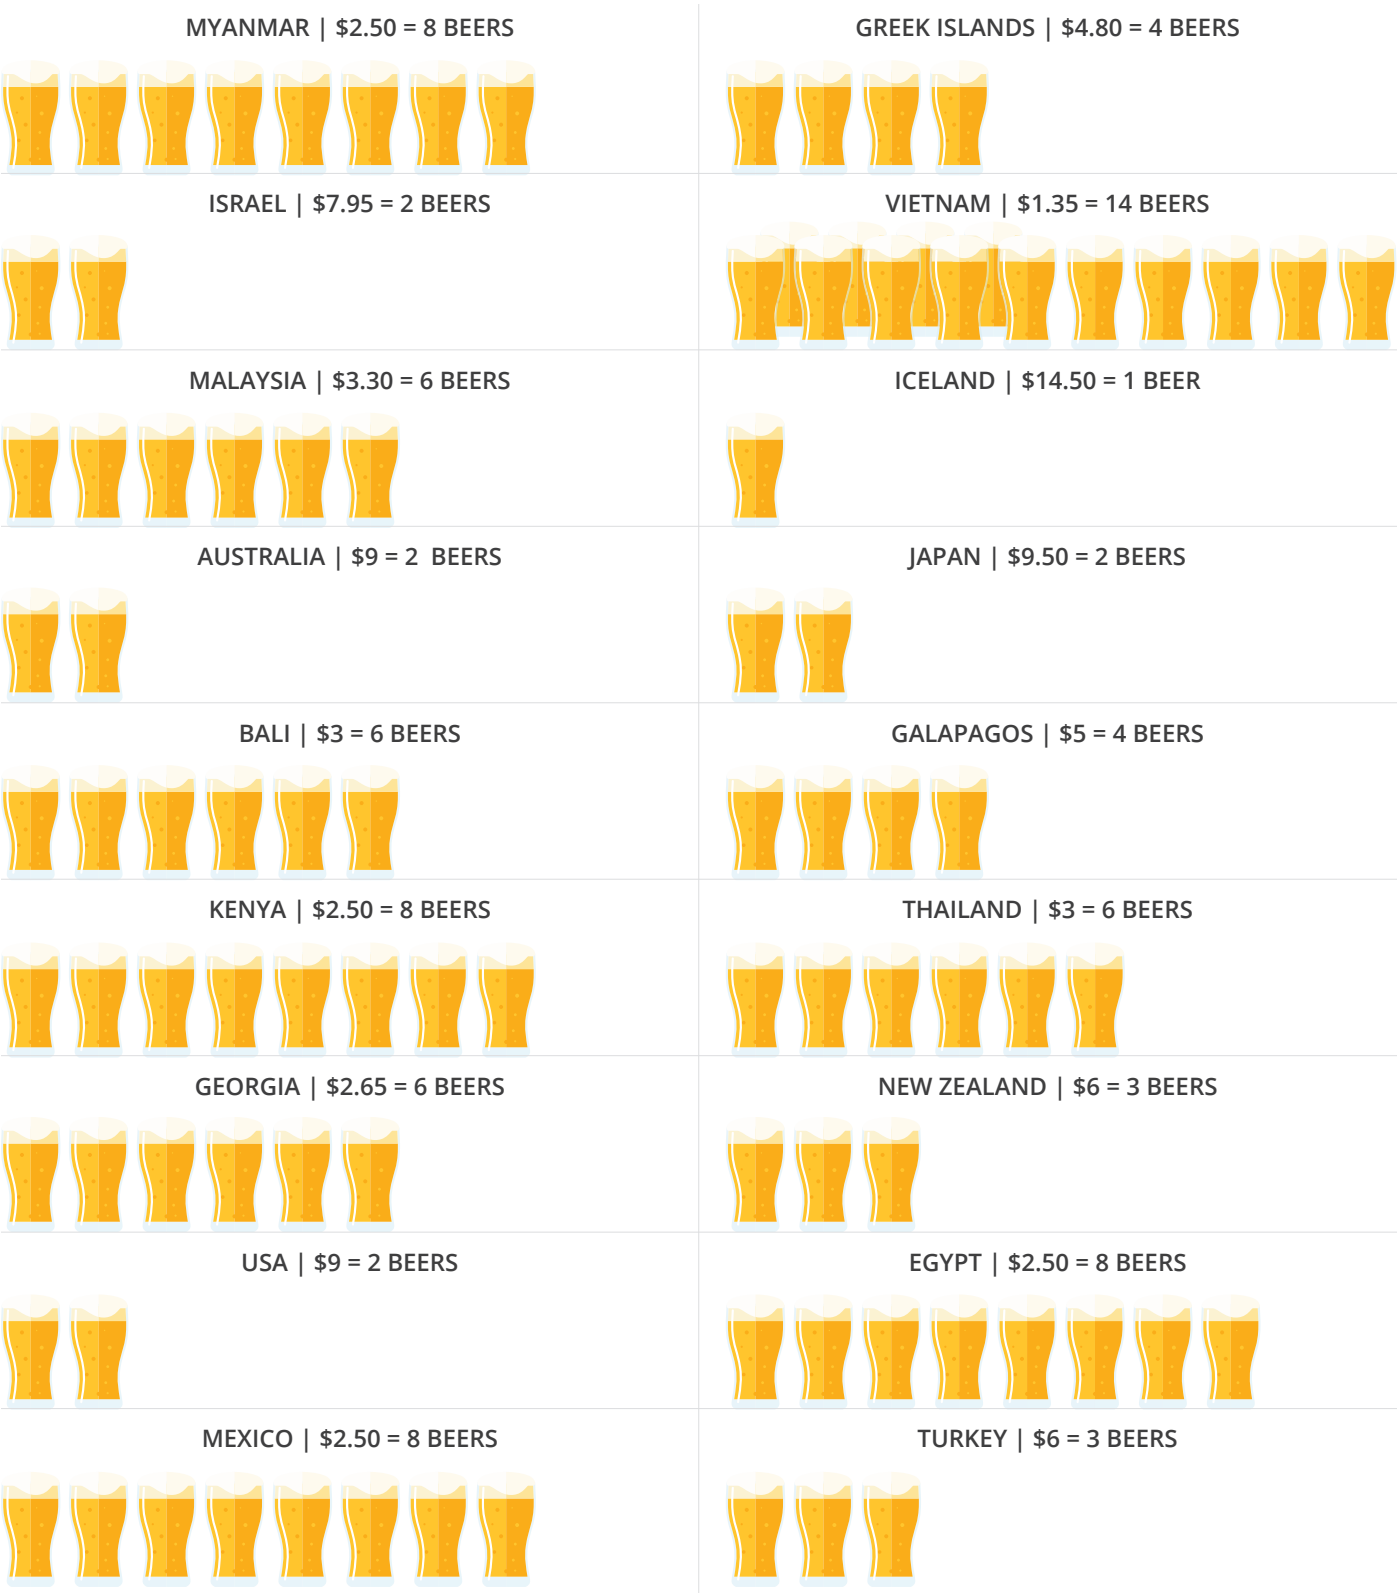 MYANMAR | $2.50 = 8 BEERS
GREEK ISLANDS | $4.80 = 4 BEERS
ISRAEL | $7.95 = 2 BEERS
VIETNAM | $1.35 = 14 BEERS
MALAYSIA | $3.30 = 6 BEERS
ICELAND | $14.50 = 1 BEER
AUSTRALIA | $9 = 2  BEERS
JAPAN | $9.50 = 2 BEERS
BALI | $3 = 6 BEERS
GALAPAGOS | $5 = 4 BEERS
KENYA | $2.50 = 8 BEERS
THAILAND | $3 = 6 BEERS
GEORGIA | $2.65 = 6 BEERS
NEW ZEALAND | $6 = 3 BEERS
USA | $9 = 2 BEERS
EGYPT | $2.50 = 8 BEERS
MEXICO | $2.50 = 8 BEERS
TURKEY | $6 = 3 BEERS